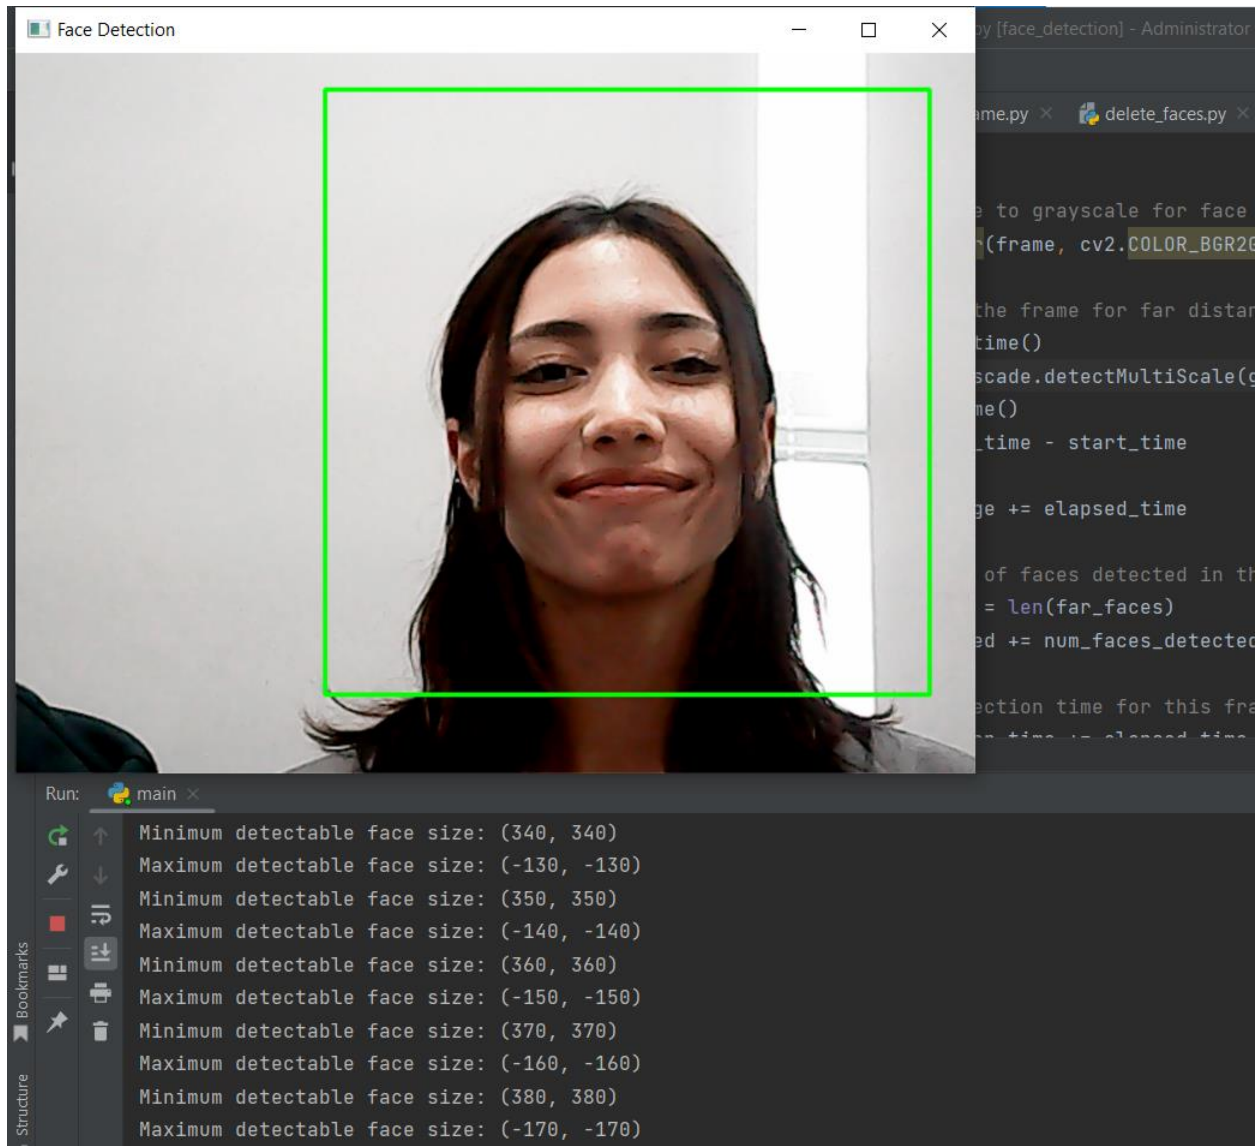 Face Detection
py [face_detection] - Administrator
ame.py
delete_faces.py
e to grayscale for face
(frame, cv2.COLOR_BGR2G
the frame for far distan
time()
scade.detectMultiScale(g
me()
_time - start_time
ge += elapsed_time
of faces detected in th
= len(far_faces)
ed += num_faces_detected
ection time for this fra
on_time += elapsed_time
Run:
main
Minimum detectable face size: (340, 340)
Maximum detectable face size: (-130, -130)
Minimum detectable face size: (350, 350)
Maximum detectable face size: (-140, -140)
Minimum detectable face size: (360, 360)
Maximum detectable face size: (-150, -150)
Minimum detectable face size: (370, 370)
Maximum detectable face size: (-160, -160)
Minimum detectable face size: (380, 380)
Maximum detectable face size: (-170, -170)
Bookmarks
Structure